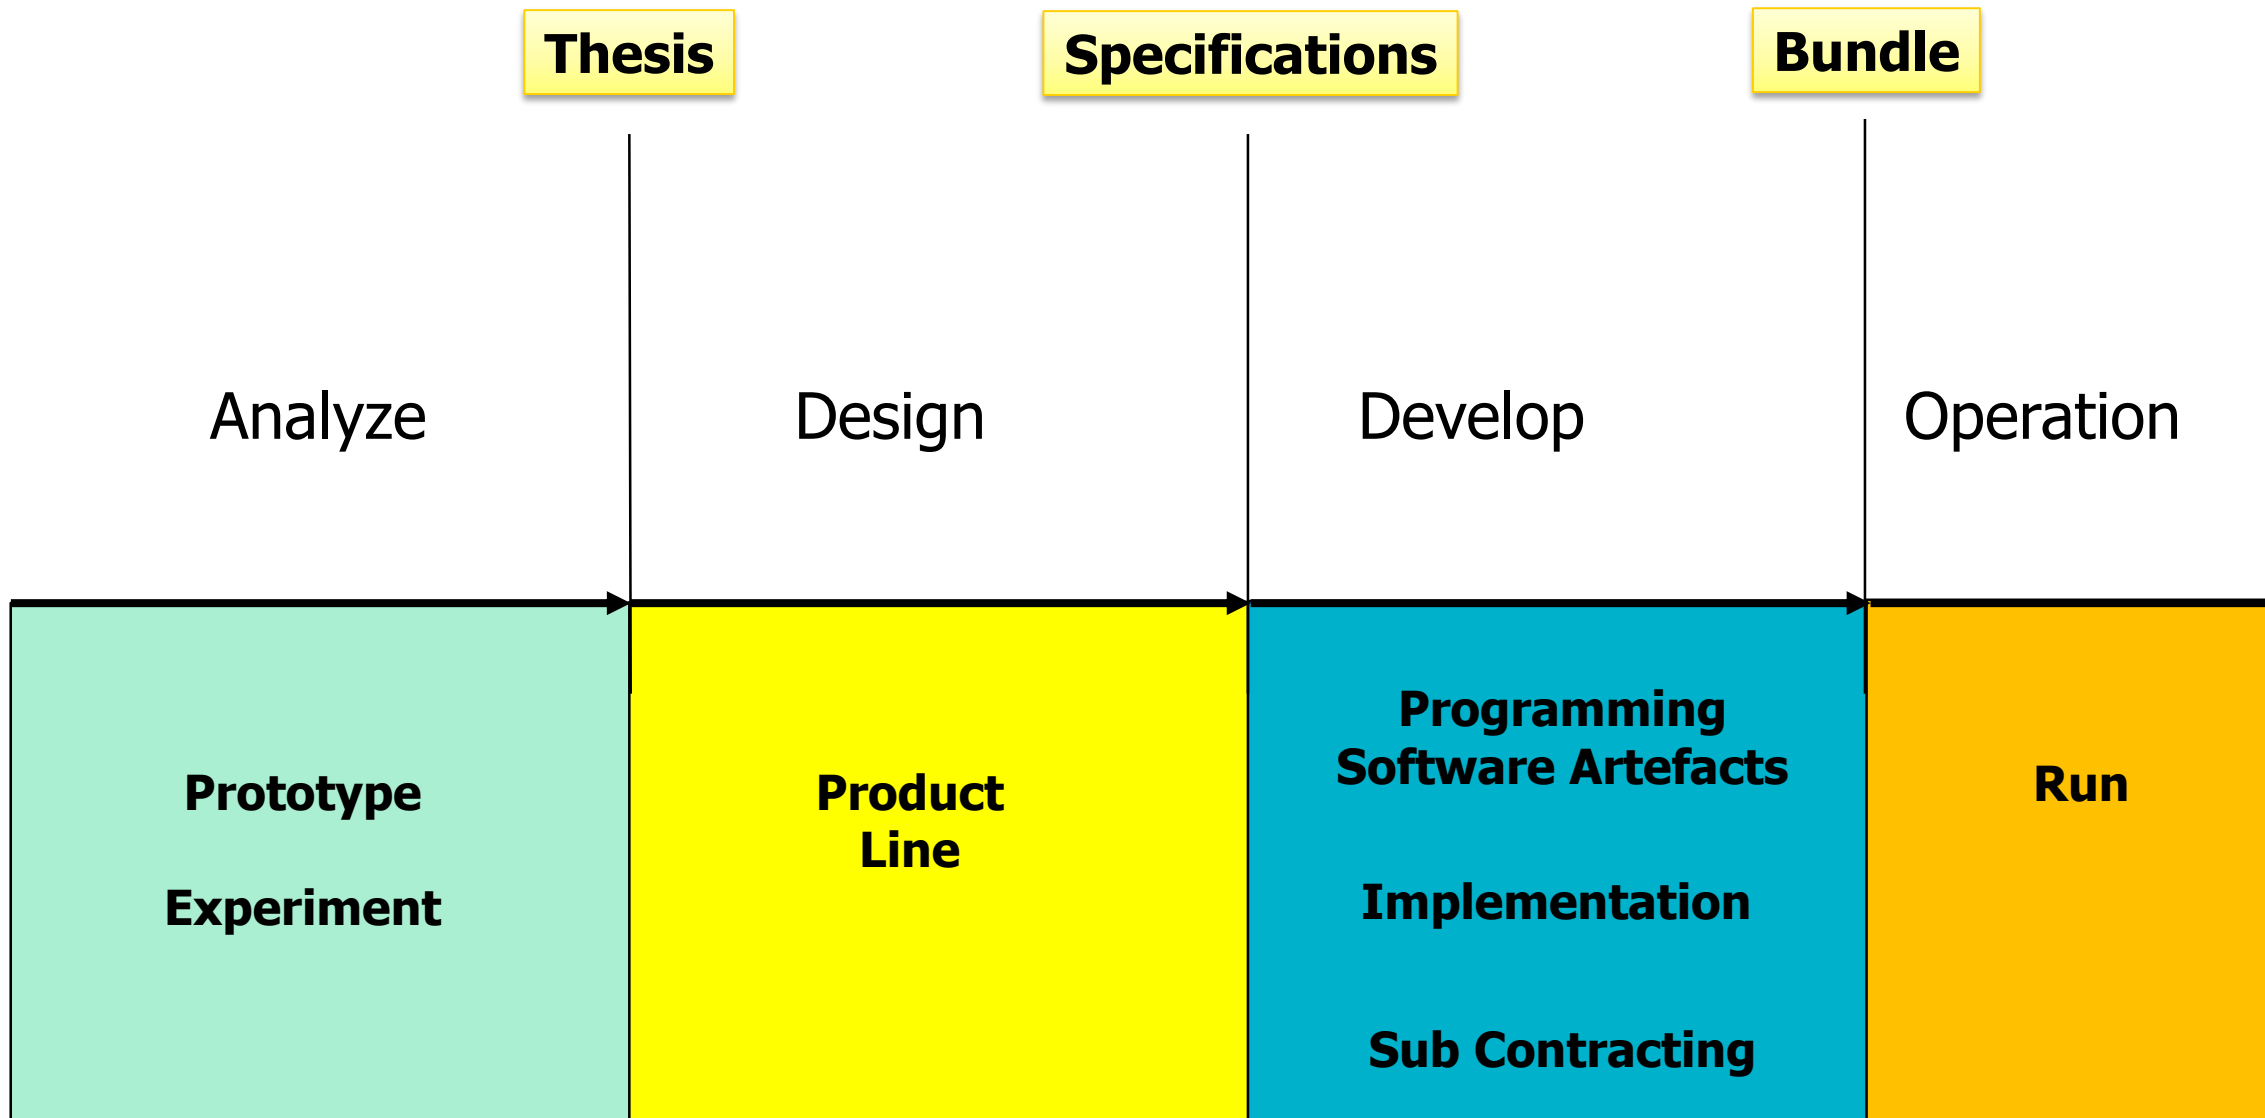 Thesis
Specifications
Bundle
Analyze
Design
Develop
Operation
Prototype
Experiment
Product
Line
Programming
Software Artefacts
Implementation
Sub Contracting
Run